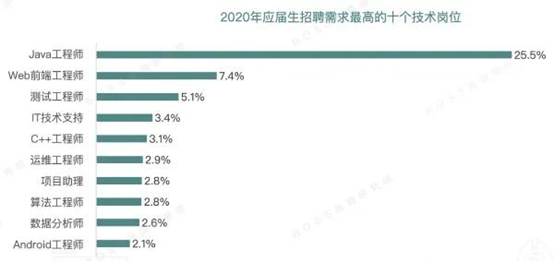 2020年应届生招聘需求最高的十个技术岗位
Java工程师 25.5%
Web前端工程师 7.4%
测试工程师 5.1%
IT技术支持 3.4%
C++工程师 3.1%
运维工程师 2.9%
项目助理 2.8%
算法工程师 2.8%
数据分析师 2.6%
Android工程师 2.1%